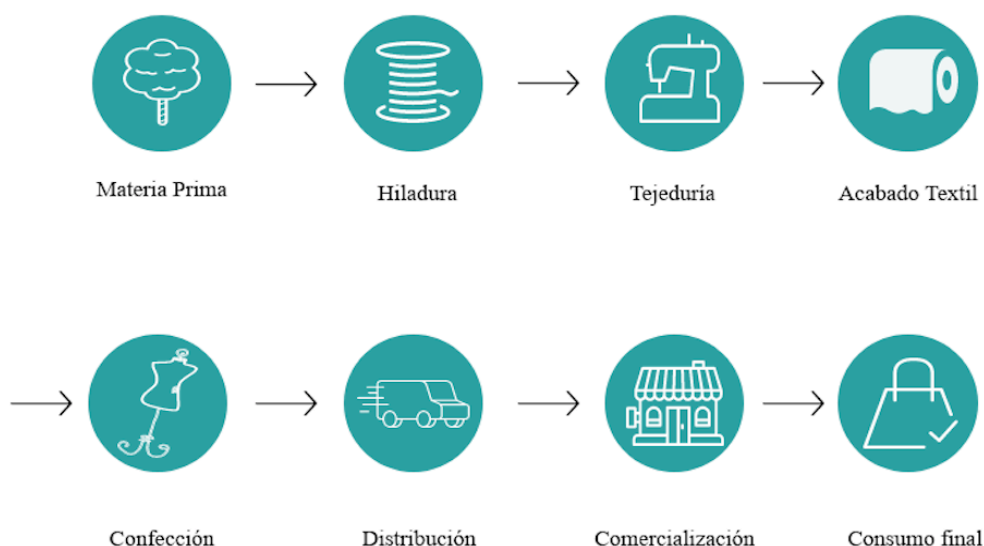 Materia Prima
Hiladura
Tejeduría
Acabado Textil
Confección
Distribución
Comercialización
Consumo final